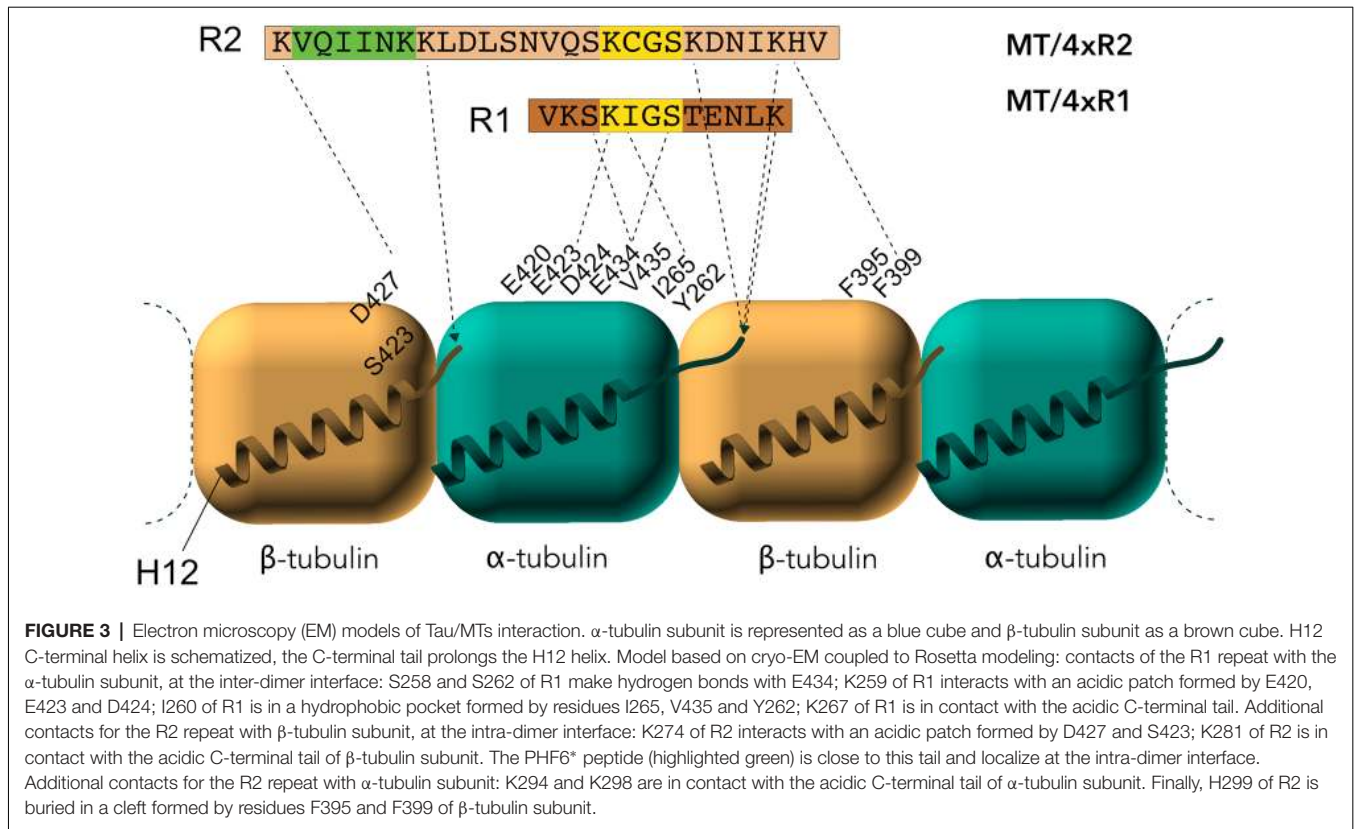 R2 KVQIINKKLDLSNVQSKCGSKDNIKHV
MT/4xR2
MT/4xR1
R1 VKSKIGSTENLK
D427
S423
E420
E423
D424
E434
V435
I265
Y262
F395
F399
H12
β-tubulin
α-tubulin
β-tubulin
α-tubulin
FIGURE 3 | Electron microscopy (EM) models of Tau/MTs interaction. α-tubulin subunit is represented as a blue cube and β-tubulin subunit as a brown cube. H12
C-terminal helix is schematized, the C-terminal tail prolongs the H12 helix. Model based on cryo-EM coupled to Rosetta modeling: contacts of the R1 repeat with the
α-tubulin subunit, at the inter-dimer interface: S258 and S262 of R1 make hydrogen bonds with E434; K259 of R1 interacts with an acidic patch formed by E420,
E423 and D424; I260 of R1 is in a hydrophobic pocket formed by residues I265, V435 and Y262; K267 of R1 is in contact with the acidic C-terminal tail. Additional
contacts for the R2 repeat with β-tubulin subunit, at the intra-dimer interface: K274 of R2 interacts with an acidic patch formed by D427 and S423; K281 of R2 is in
contact with the acidic C-terminal tail of β-tubulin subunit. The PHF6* peptide (highlighted green) is close to this tail and localize at the intra-dimer interface.
Additional contacts for the R2 repeat with α-tubulin subunit: K294 and K298 are in contact with the acidic C-terminal tail of α-tubulin subunit. Finally, H299 of R2 is
buried in a cleft formed by residues F395 and F399 of β-tubulin subunit.